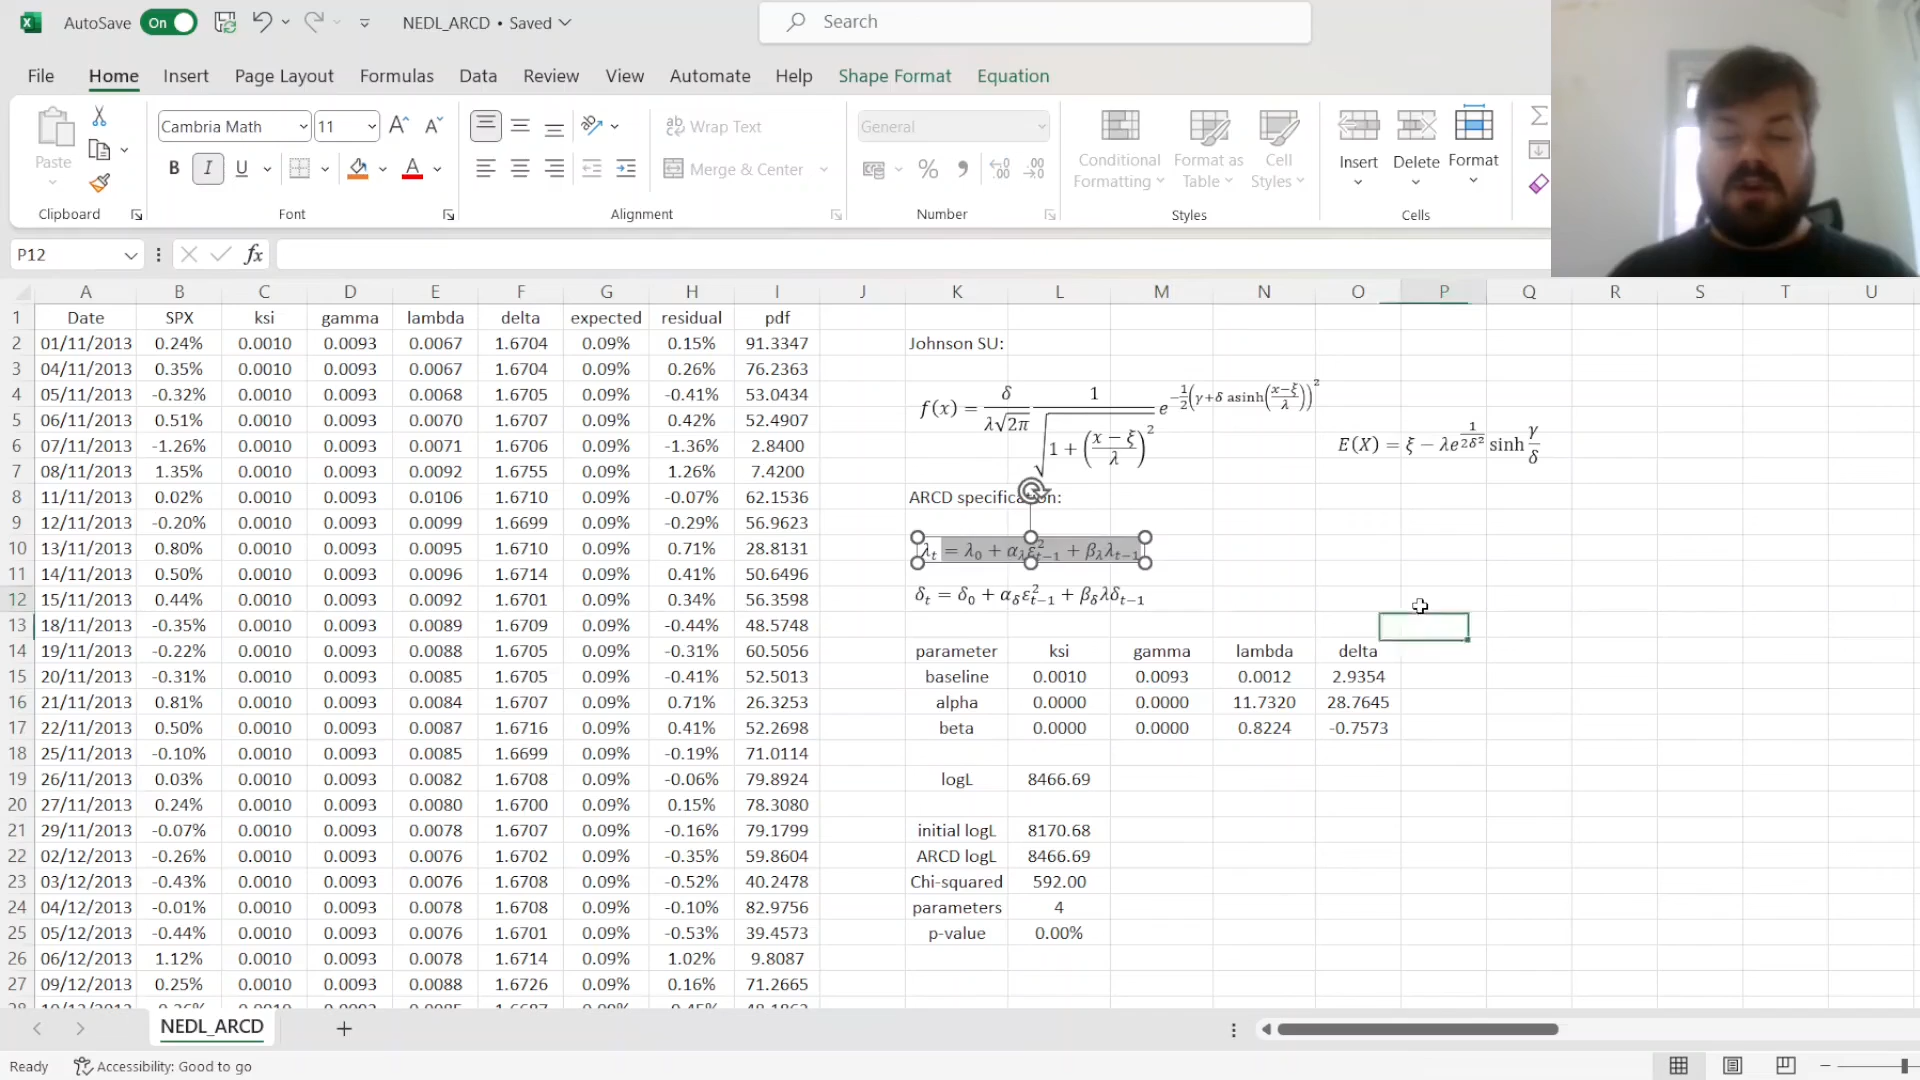 AutoSave On NEDL_ARCD • Saved Search
File Home Insert Page Layout Formulas Data Review View Automate Help Shape Format Equation
Paste Cambria Math 11 A A Wrap Text General Conditional Formatting Format as Table Cell Styles Insert Delete Format
B I U A Merge & Center % , Σ
Clipboard Font Alignment Number Styles Cells
P12 fx
A B C D E F G H I J K L M N O P Q R S T U
1 Date SPX ksi gamma lambda delta expected residual pdf
2 01/11/2013 0.24% 0.0010 0.0093 0.0067 1.6704 0.09% 0.15% 91.3347 Johnson SU:
3 04/11/2013 0.35% 0.0010 0.0093 0.0067 1.6704 0.09% 0.26% 76.2363
4 05/11/2013 -0.32% 0.0010 0.0093 0.0068 1.6705 0.09% -0.41% 53.0434
f(x) = δ/(λ√2π) 1/√(1 + ((x − ξ)/λ)²) e^(−½(γ+δ asinh((x−ξ)/λ))²)
5 06/11/2013 0.51% 0.0010 0.0093 0.0070 1.6707 0.09% 0.42% 52.4907
6 07/11/2013 -1.26% 0.0010 0.0093 0.0071 1.6706 0.09% -1.36% 2.8400 E(X) = ξ − λe^(1/2δ²) sinh γ/δ
7 08/11/2013 1.35% 0.0010 0.0093 0.0092 1.6755 0.09% 1.26% 7.4200
8 11/11/2013 0.02% 0.0010 0.0093 0.0106 1.6710 0.09% -0.07% 62.1536 ARCD specification:
9 12/11/2013 -0.20% 0.0010 0.0093 0.0099 1.6699 0.09% -0.29% 56.9623
10 13/11/2013 0.80% 0.0010 0.0093 0.0095 1.6710 0.09% 0.71% 28.8131 λₜ = λ₀ + α_λ ε²ₜ₋₁ + β_λ λₜ₋₁
11 14/11/2013 0.50% 0.0010 0.0093 0.0096 1.6714 0.09% 0.41% 50.6496
12 15/11/2013 0.44% 0.0010 0.0093 0.0092 1.6701 0.09% 0.34% 56.3598 δₜ = δ₀ + α_δ ε²ₜ₋₁ + β_δ λδₜ₋₁
13 18/11/2013 -0.35% 0.0010 0.0093 0.0089 1.6709 0.09% -0.44% 48.5748
14 19/11/2013 -0.22% 0.0010 0.0093 0.0088 1.6705 0.09% -0.31% 60.5056 parameter ksi gamma lambda delta
15 20/11/2013 -0.31% 0.0010 0.0093 0.0085 1.6705 0.09% -0.41% 52.5013 baseline 0.0010 0.0093 0.0012 2.9354
16 21/11/2013 0.81% 0.0010 0.0093 0.0084 1.6707 0.09% 0.71% 26.3253 alpha 0.0000 0.0000 11.7320 28.7645
17 22/11/2013 0.50% 0.0010 0.0093 0.0087 1.6716 0.09% 0.41% 52.2698 beta 0.0000 0.0000 0.8224 -0.7573
18 25/11/2013 -0.10% 0.0010 0.0093 0.0085 1.6699 0.09% -0.19% 71.0114
19 26/11/2013 0.03% 0.0010 0.0093 0.0082 1.6708 0.09% -0.06% 79.8924 logL 8466.69
20 27/11/2013 0.24% 0.0010 0.0093 0.0080 1.6700 0.09% 0.15% 78.3080
21 29/11/2013 -0.07% 0.0010 0.0093 0.0078 1.6707 0.09% -0.16% 79.1799 initial logL 8170.68
22 02/12/2013 -0.26% 0.0010 0.0093 0.0076 1.6702 0.09% -0.35% 59.8604 ARCD logL 8466.69
23 03/12/2013 -0.43% 0.0010 0.0093 0.0076 1.6708 0.09% -0.52% 40.2478 Chi-squared 592.00
24 04/12/2013 -0.01% 0.0010 0.0093 0.0078 1.6708 0.09% -0.10% 82.9756 parameters 4
25 05/12/2013 -0.44% 0.0010 0.0093 0.0076 1.6701 0.09% -0.53% 39.4573 p-value 0.00%
26 06/12/2013 1.12% 0.0010 0.0093 0.0078 1.6714 0.09% 1.02% 9.8087
27 09/12/2013 0.25% 0.0010 0.0093 0.0088 1.6726 0.09% 0.16% 71.2665
NEDL_ARCD
Ready Accessibility: Good to go